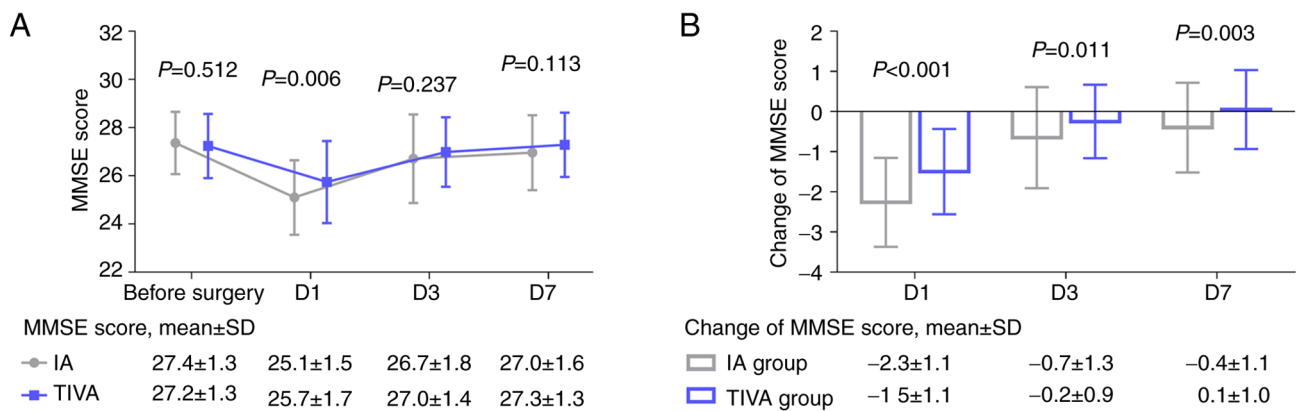 A
MMSE score
32
30
28
26
24
22
P=0.512
P=0.006
P=0.237
P=0.113
Before surgery D1 D3 D7
MMSE score, mean±SD
IA 27.4±1.3 25.1±1.5 26.7±1.8 27.0±1.6
TIVA 27.2±1.3 25.7±1.7 27.0±1.4 27.3±1.3
B
Change of MMSE score
2
1
0
−1
−2
−3
−4
P<0.001
P=0.011
P=0.003
D1 D3 D7
Change of MMSE score, mean±SD
IA group −2.3±1.1 −0.7±1.3 −0.4±1.1
TIVA group −1 5±1.1 −0.2±0.9 0.1±1.0